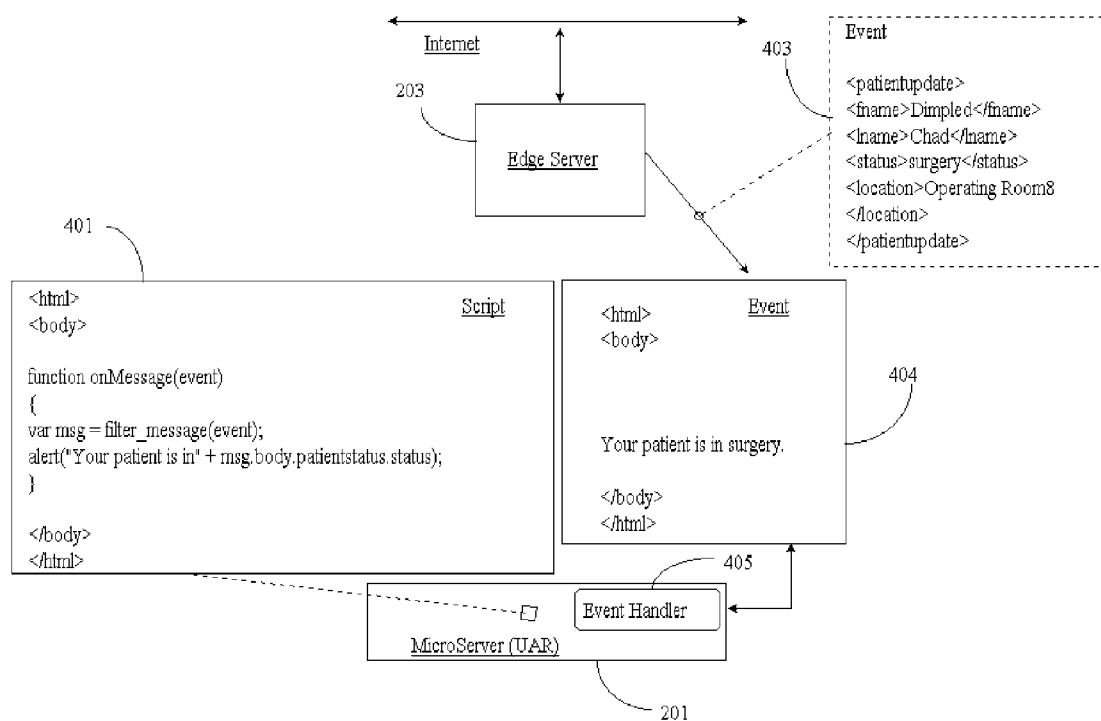 Internet
203
Edge Server
403
Event
<patientupdate>
<fname>Dimpled</fname>
<lname>Chad</lname>
<status>surgery</status>
<location>Operating Room8
</location>
</patientupdate>
401
<html>
Script
<body>
function onMessage(event)
{
var msg = filter_message(event);
alert("Your patient is in" + msg.body.patientstatus.status);
}
</body>
</html>
<html>
Event
<body>
Your patient is in surgery.
</body>
</html>
404
405
Event Handler
MicroServer (UAR)
201